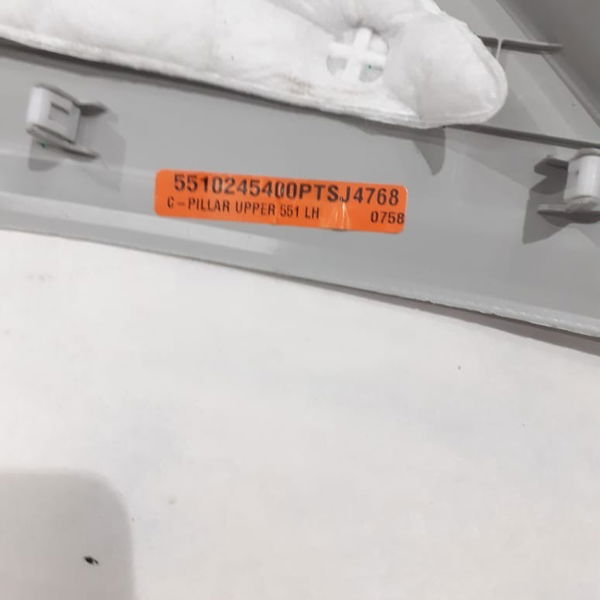 5510245400PTSJ4768
C-PILLAR UPPER 551 LH 0758